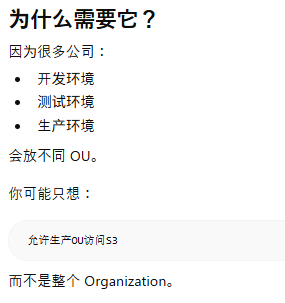 为什么需要它？
因为很多公司：
• 开发环境
• 测试环境
• 生产环境
会放不同 OU。
你可能只想：
允许生产OU访问S3
而不是整个 Organization。